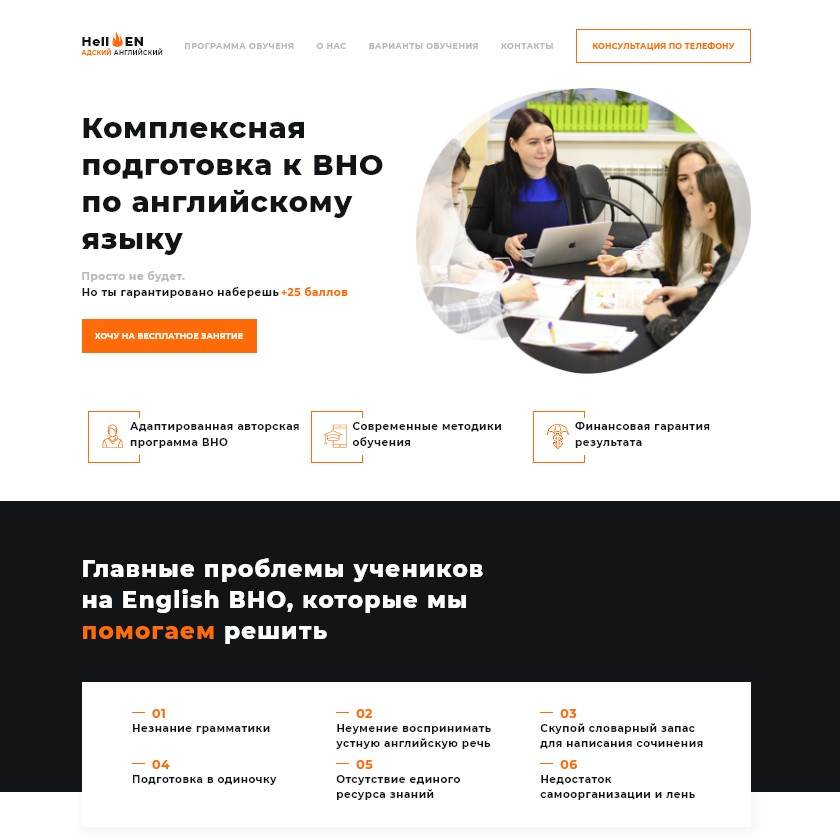 Hell EN
АДСКИЙ АНГЛИЙСКИЙ
ПРОГРАММА ОБУЧЕНЯ
О НАС
ВАРИАНТЫ ОБУЧЕНИЯ
КОНТАКТЫ
КОНСУЛЬТАЦИЯ ПО ТЕЛЕФОНУ
Комплексная
подготовка к ВНО
по английскому
языку
Просто не будет.
Но ты гарантировано наберешь +25 баллов
ХОЧУ НА БЕСПЛАТНОЕ ЗАНЯТИЕ
Адаптированная авторская
программа ВНО
Современные методики
обучения
Финансовая гарантия
результата
Главные проблемы учеников
на English ВНО, которые мы
помогаем решить
01
Незнание грамматики
02
Неумение воспринимать
устную английскую речь
03
Скупой словарный запас
для написания сочинения
04
Подготовка в одиночку
05
Отсутствие единого
ресурса знаний
06
Недостаток
самоорганизации и лень